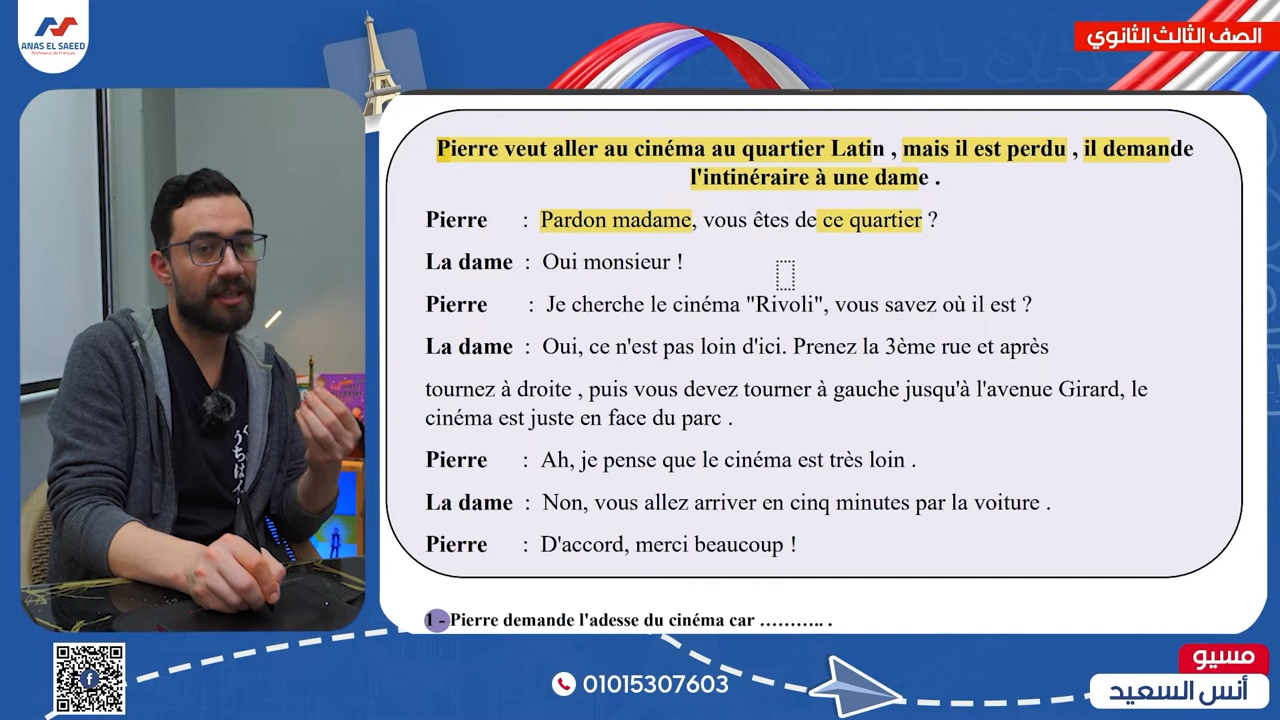 ANAS EL SAEED
Professeur de Français
الصف الثالث الثانوي
Pierre veut aller au cinéma au quartier Latin , mais il est perdu , il demande
l'intinéraire à une dame .
Pierre : Pardon madame, vous êtes de ce quartier ?
La dame : Oui monsieur !
Pierre : Je cherche le cinéma "Rivoli", vous savez où il est ?
La dame : Oui, ce n'est pas loin d'ici. Prenez la 3ème rue et après
tournez à droite , puis vous devez tourner à gauche jusqu'à l'avenue Girard, le
cinéma est juste en face du parc .
Pierre : Ah, je pense que le cinéma est très loin .
La dame : Non, vous allez arriver en cinq minutes par la voiture .
Pierre : D'accord, merci beaucoup !
1 - Pierre demande l'adesse du cinéma car ……….. .
01015307603
مسيو
أنس السعيد